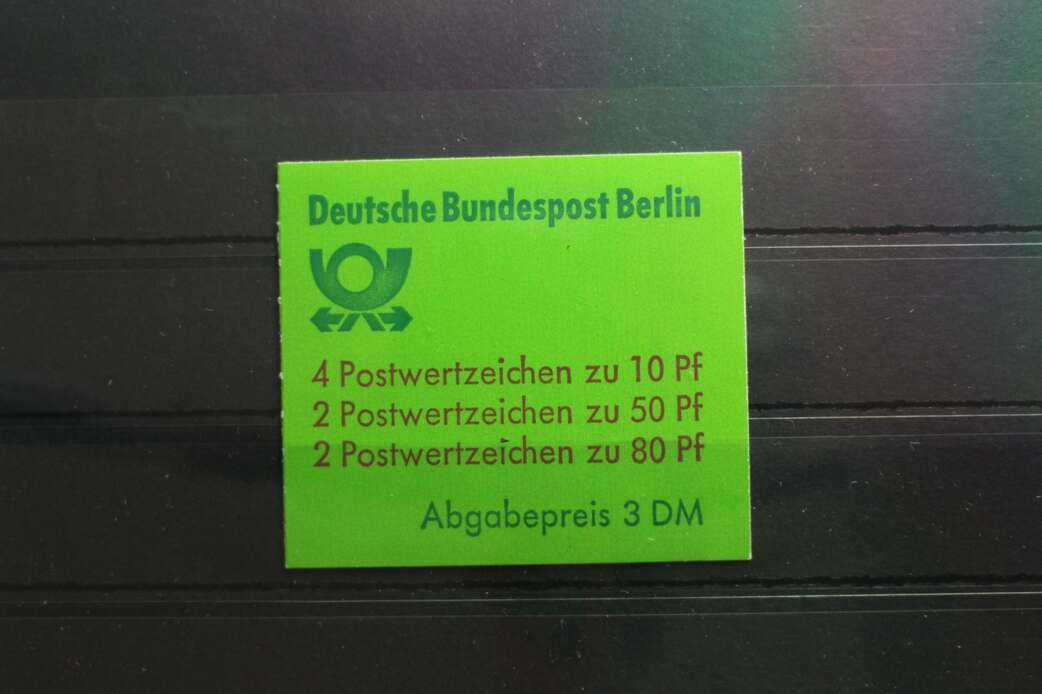 Deutsche Bundespost Berlin
4 Postwertzeichen zu 10 Pf
2 Postwertzeichen zu 50 Pf
2 Postwertzeichen zu 80 Pf
Abgabepreis 3 DM